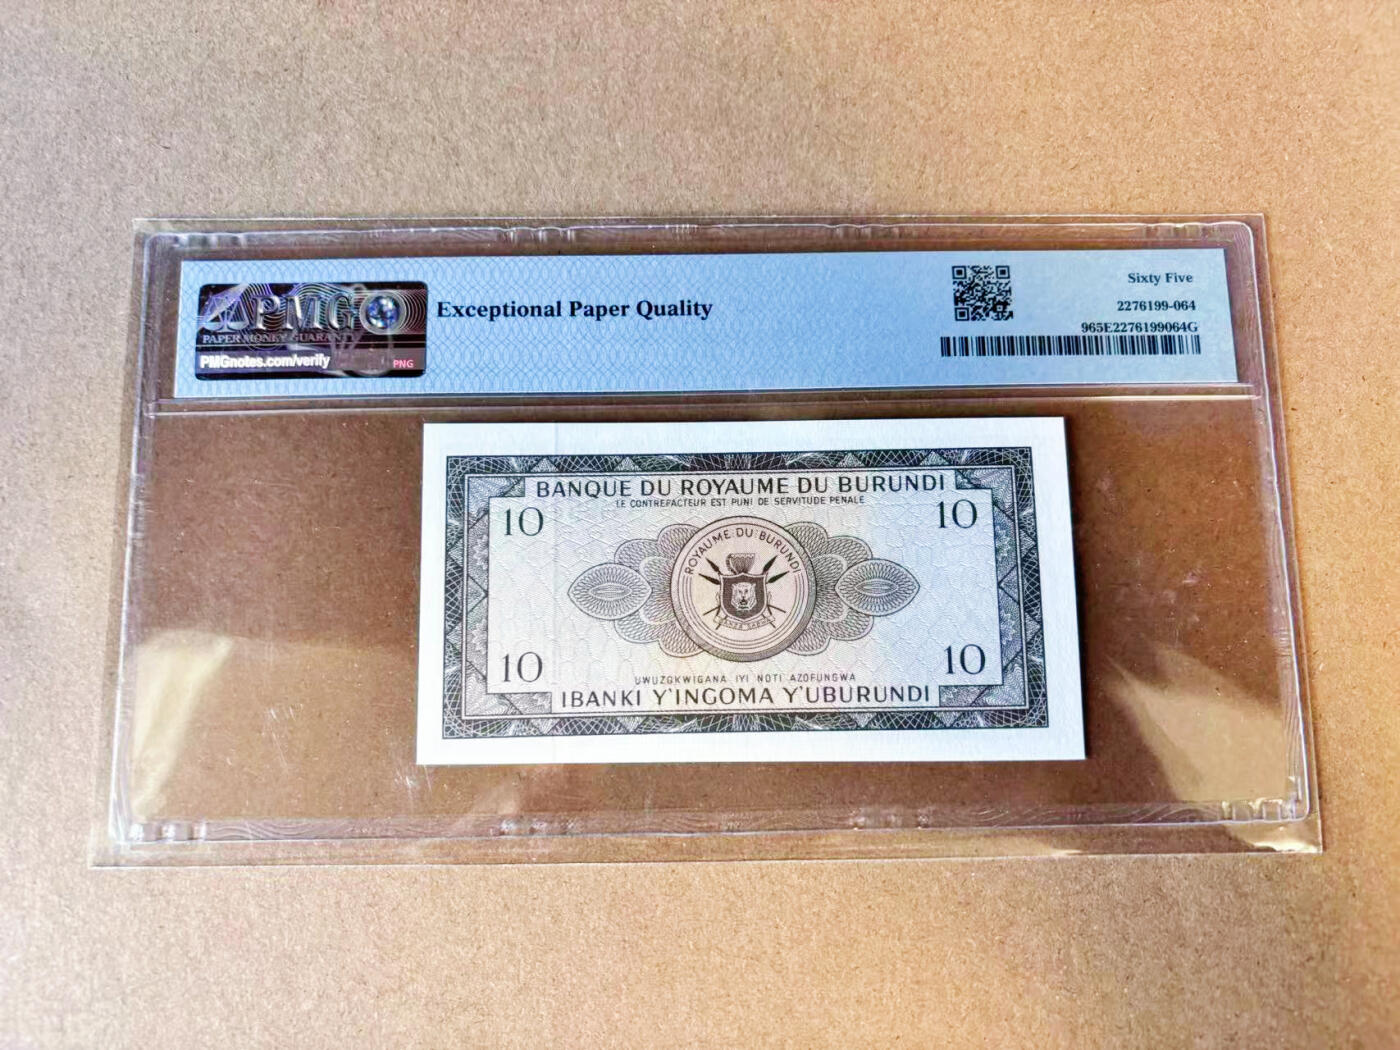 PMG
PAPER MONEY GUARANTY
PMGnotes.com/verify
PNG
Exceptional Paper Quality
Sixty Five
2276199-064
965E2276199064G
BANQUE DU ROYAUME DU BURUNDI
LE CONTREFACTEUR EST PUNI DE SERVITUDE PENALE
10
10
ROYAUME DU BURUNDI
10
10
UWUZGKWIGANA IYI NOTI AZOFUNGWA
IBANKI Y'INGOMA Y'UBURUNDI